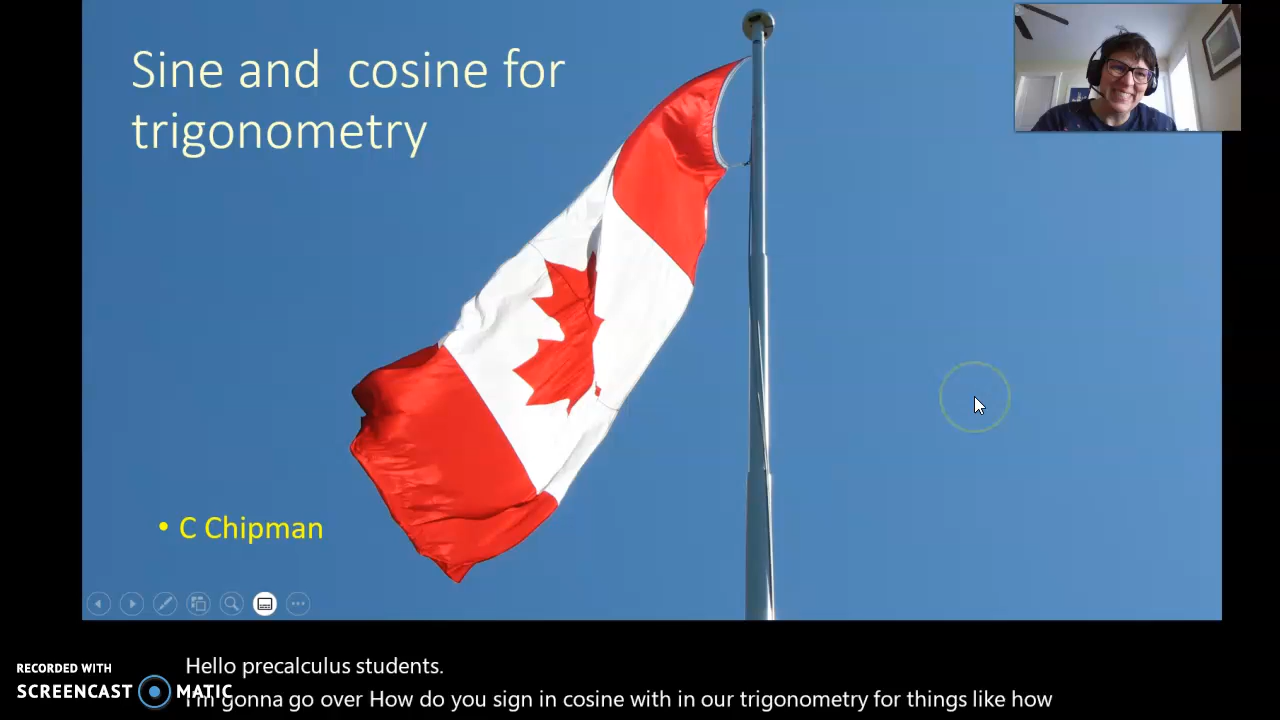 Sine and  cosine for
trigonometry
• C Chipman
Hello precalculus students.
RECORDED WITH
SCREENCAST MATIC
I'm gonna go over How do you sign in cosine with in our trigonometry for things like how